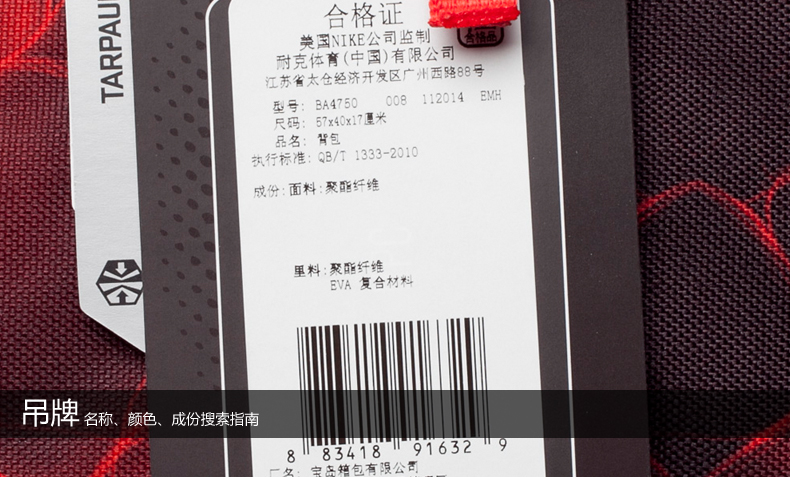 TARPAUL
合格证
合格品
美国NIKE公司监制
耐克体育(中国)有限公司
江苏省太仓经济开发区广州西路88号
型号: BA4750 008 112014 EMH
尺码: 57x40x17厘米
品名: 背包
执行标准: QB/T 1333-2010
成份:面料:聚酯纤维
里料:聚酯纤维
EVA 复合材料
吊牌 名称、颜色、成份搜索指南
8 83418 91632 9
厂名: 宝岛箱包有限公司